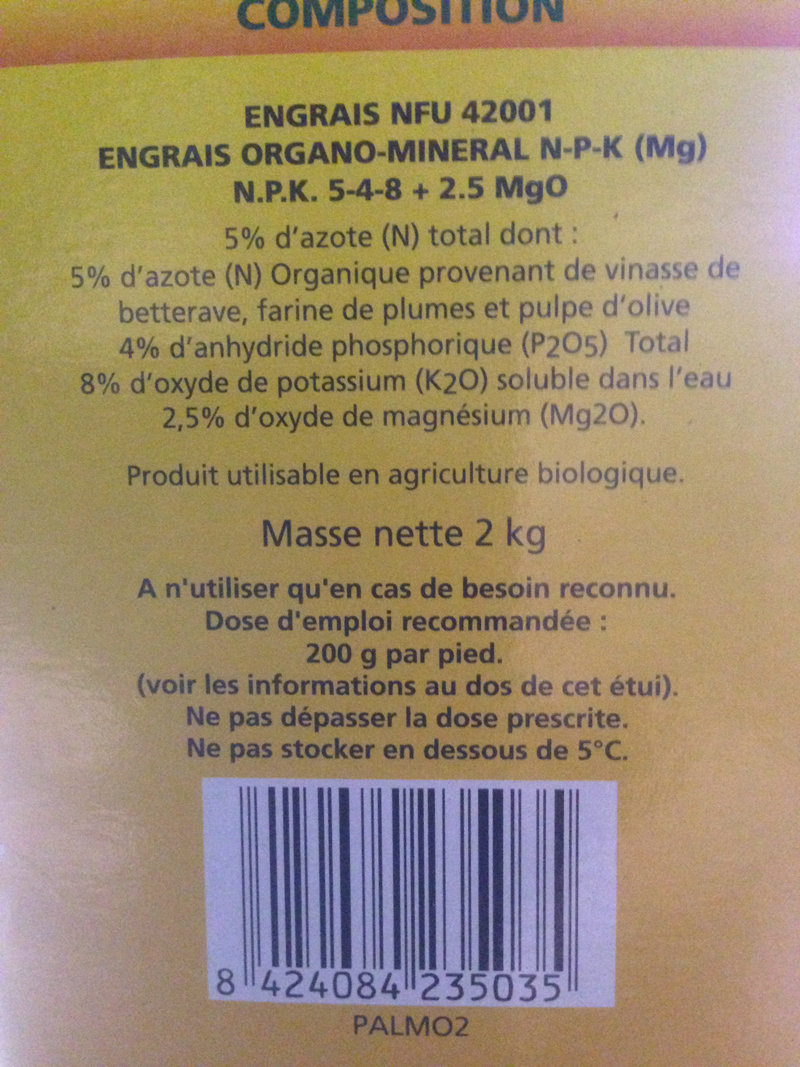 COMPOSITION
ENGRAIS NFU 42001
ENGRAIS ORGANO-MINERAL N-P-K (Mg)
N.P.K. 5-4-8 + 2.5 MgO
5% d'azote (N) total dont :
5% d'azote (N) Organique provenant de vinasse de
betterave, farine de plumes et pulpe d'olive
4% d'anhydride phosphorique (P2O5) Total
8% d'oxyde de potassium (K2O) soluble dans l'eau
2,5% d'oxyde de magnésium (Mg2O).
Produit utilisable en agriculture biologique.
Masse nette 2 kg
A n'utiliser qu'en cas de besoin reconnu.
Dose d'emploi recommandée :
200 g par pied.
(voir les informations au dos de cet étui).
Ne pas dépasser la dose prescrite.
Ne pas stocker en dessous de 5°C.
8 424084 235035
PALMO2